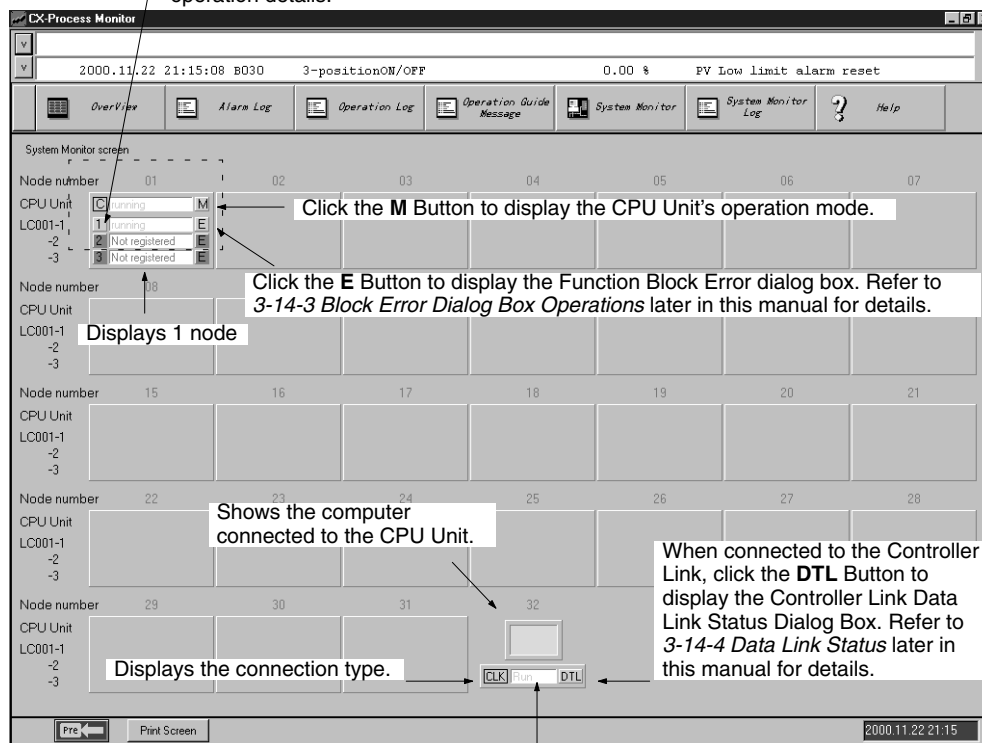 operation details.
CX-Process Monitor
2000.11.22 21:15:08 B030 3-positionON/OFF 0.00 % PV Low limit alarm reset
OverView Alarm Log Operation Log Operation Guide Message System Monitor System Monitor Log Help
System Monitor screen
Node number 01 02 03 04 05 06 07
CPU Unit C running M
LC001-1 1 running E
-2 2 Not registered E
-3 3 Not registered E
Click the M Button to display the CPU Unit's operation mode.
Click the E Button to display the Function Block Error dialog box. Refer to
3-14-3 Block Error Dialog Box Operations later in this manual for details.
Node number 08
CPU Unit
LC001-1
-2
-3
Displays 1 node
Node number 15 16 17 18 19 20 21
CPU Unit
LC001-1
-2
-3
Node number 22 23 24 25 26 27 28
CPU Unit
LC001-1
-2
-3
Shows the computer
connected to the CPU Unit.
When connected to the Controller
Link, click the DTL Button to
display the Controller Link Data
Link Status Dialog Box. Refer to
3-14-4 Data Link Status later in
this manual for details.
Node number 29 30 31 32
CPU Unit
LC001-1
-2
-3
Displays the connection type.
CLK Run DTL
Pre Print Screen 2000.11.22 21:15